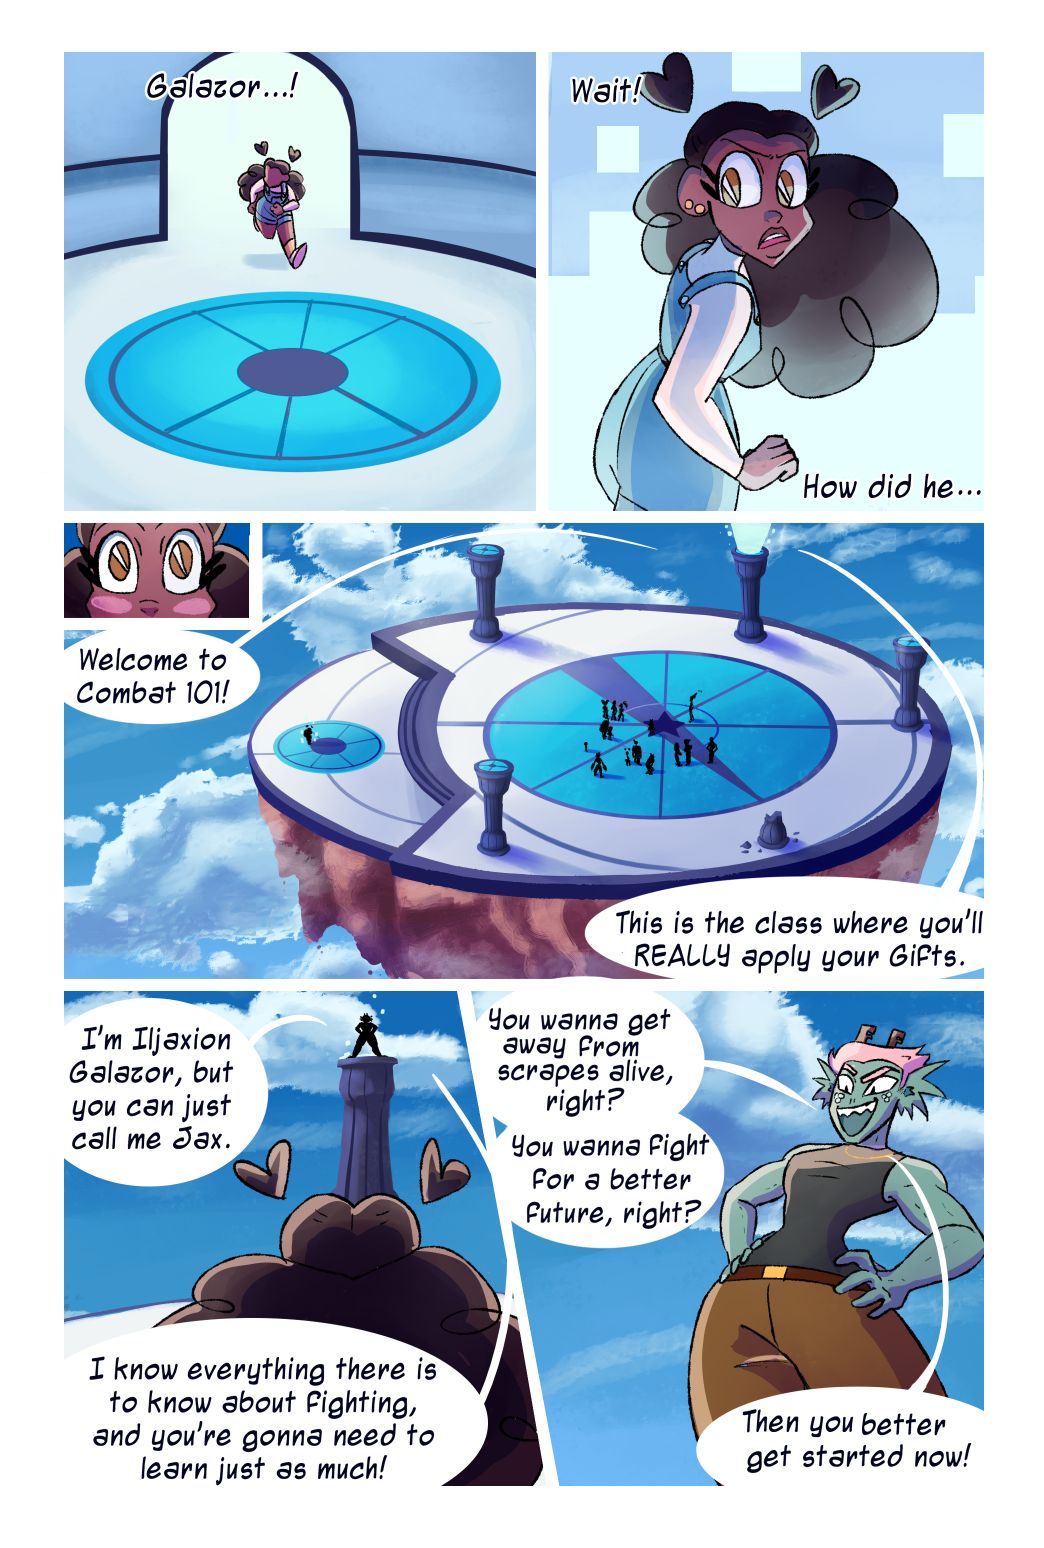 Galazor...!
Wait!
How did he...
Welcome to
Combat 101!
This is the class where you'll
REALLY apply your Gifts.
I'm Iljaxion
Galazor, but
you can just
call me Jax.
I know everything there is
to know about fighting,
and you're gonna need to
learn just as much!
You wanna get
away from
scrapes alive,
right?
You wanna fight
for a better
future, right?
Then you better
get started now!